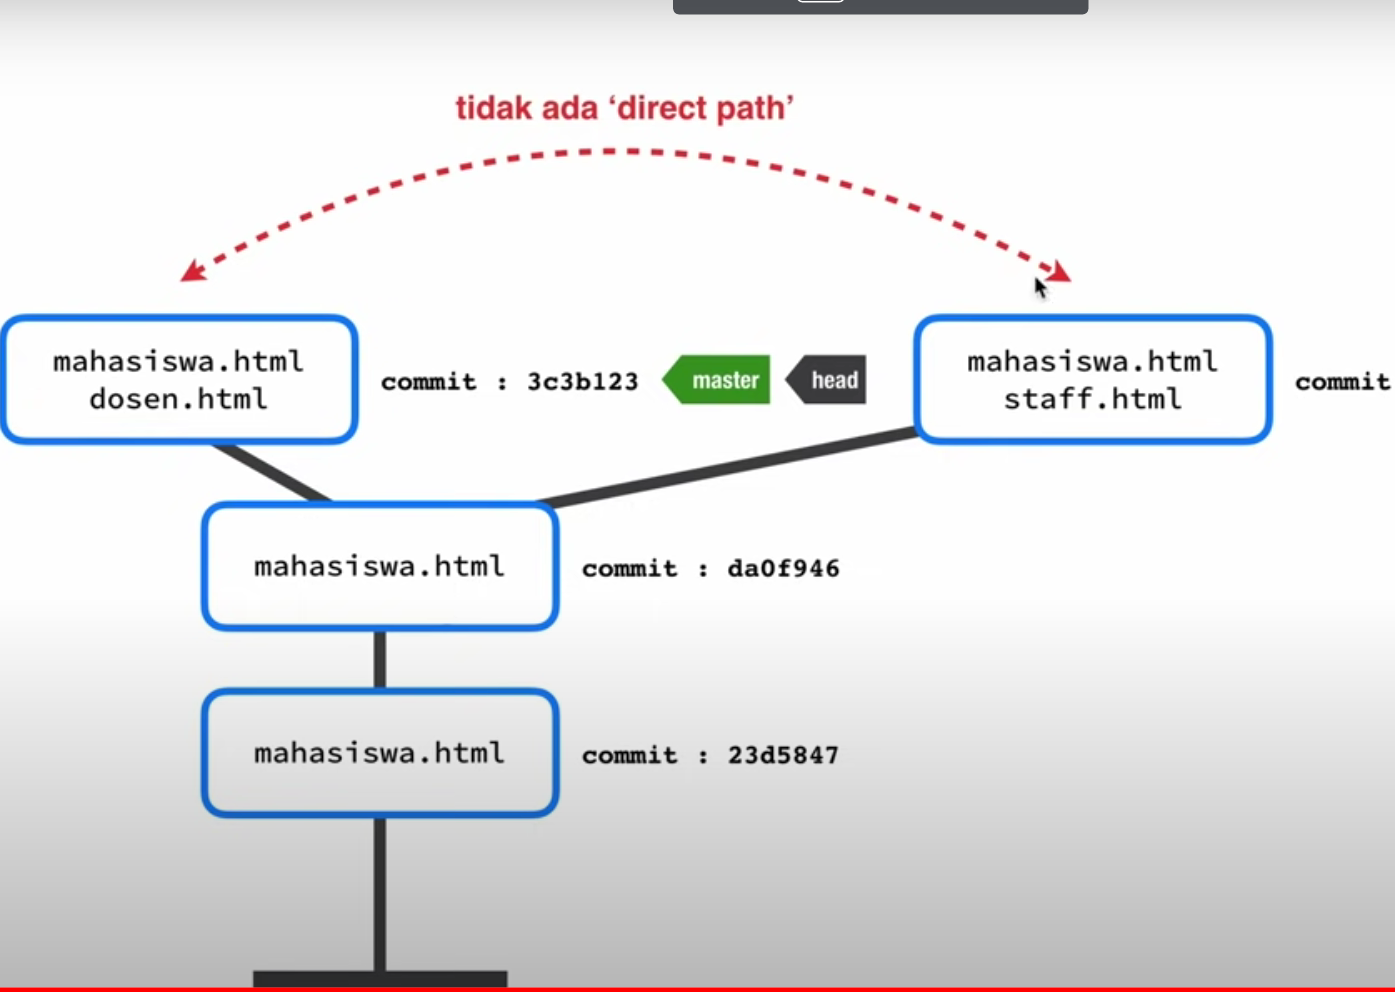 tidak ada ‘direct path’
mahasiswa.html
dosen.html
commit : 3c3b123
master
head
mahasiswa.html
staff.html
commit
mahasiswa.html
commit : da0f946
mahasiswa.html
commit : 23d5847